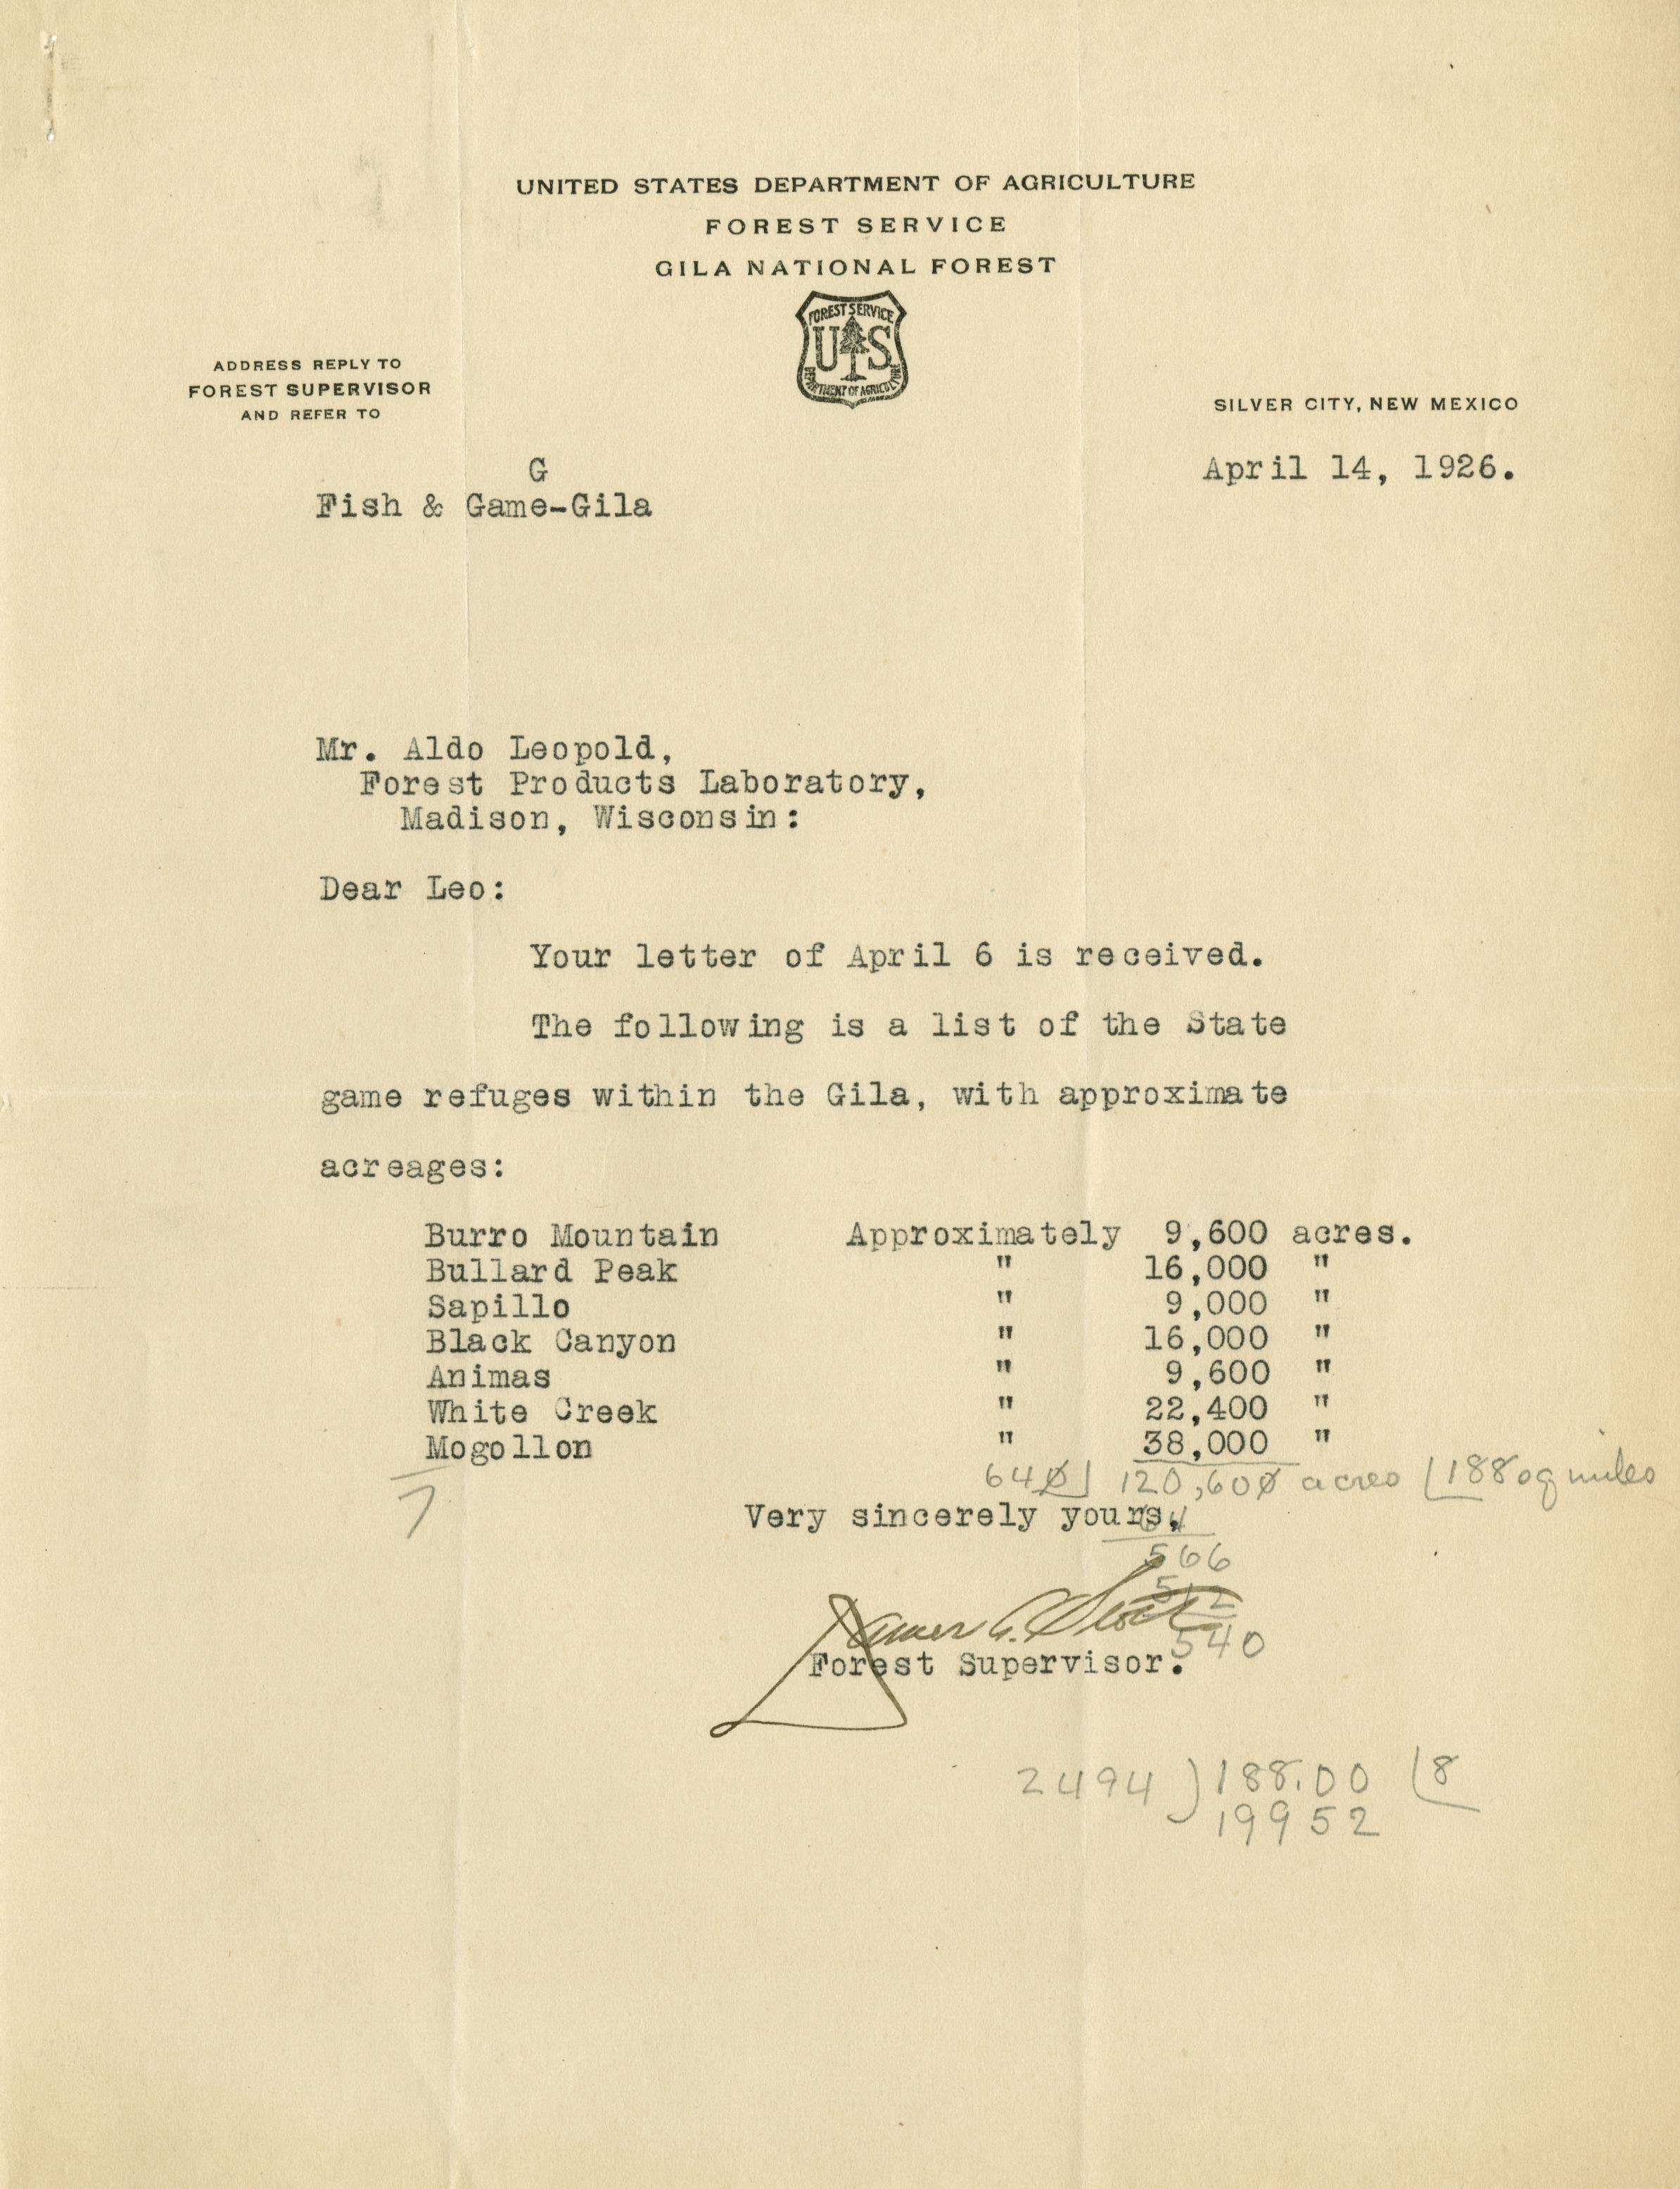 UNITED STATES DEPARTMENT OF AGRICULTURE
FOREST SERVICE
GILA NATIONAL FOREST
FOREST SERVICE
U S
DEPARTMENT OF AGRICULTURE
ADDRESS REPLY TO
FOREST SUPERVISOR
AND REFER TO
SILVER CITY, NEW MEXICO
April 14, 1926.
G
Fish & Game-Gila
Mr. Aldo Leopold,
Forest Products Laboratory,
Madison, Wisconsin:
Dear Leo:
Your letter of April 6 is received.
The following is a list of the State
game refuges within the Gila, with approximate
acreages:
Burro Mountain Approximately 9,600 acres.
Bullard Peak " 16,000 "
Sapillo " 9,000 "
Black Canyon " 16,000 "
Animas " 9,600 "
White Creek " 22,400 "
Mogollon " 38,000 "
7 640 120,600 acres 188 sq miles
Very sincerely yours,
64
566
512
540
James A. Scott
Forest Supervisor.
2494 ) 188.00 8
19952